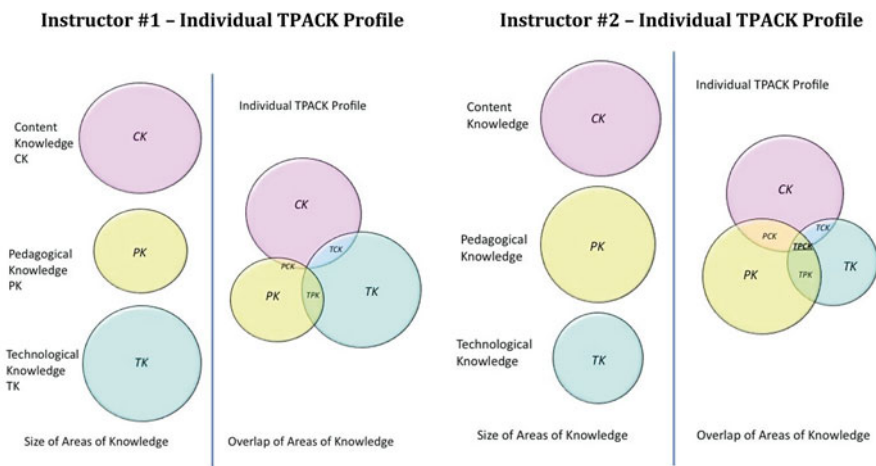 Instructor #1 – Individual TPACK Profile
Content
Knowledge
CK
CK
Pedagogical
Knowledge
PK
PK
Technological
Knowledge
TK
TK
Size of Areas of Knowledge
Individual TPACK Profile
CK
TCK
PCK
PK
TPK
TK
Overlap of Areas of Knowledge
Instructor #2 – Individual TPACK Profile
Content
Knowledge
CK
Pedagogical
Knowledge
PK
Technological
Knowledge
TK
Size of Areas of Knowledge
Individual TPACK Profile
CK
TCK
PCK
TPCK
PK
TPK
TK
Overlap of Areas of Knowledge